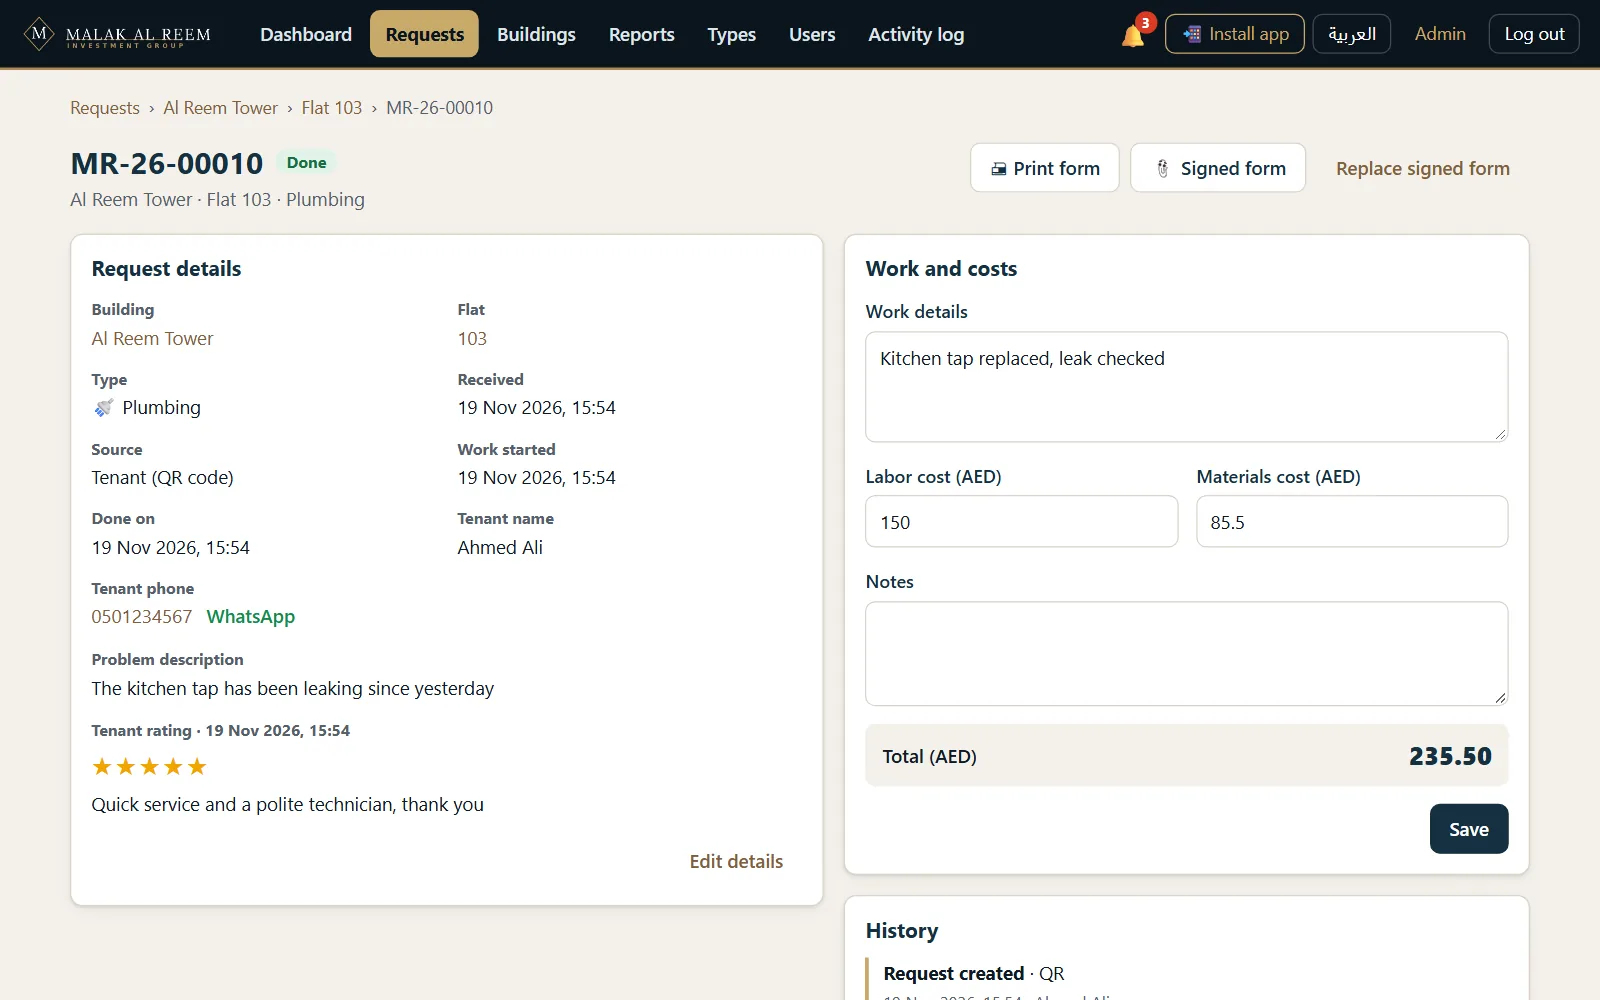 MALAK AL REEM
INVESTMENT GROUP
Dashboard Requests Buildings Reports Types Users Activity log
3
Install app
العربية
Admin
Log out
Requests › Al Reem Tower › Flat 103 › MR-26-00010
MR-26-00010 Done
Al Reem Tower · Flat 103 · Plumbing
Print form
Signed form
Replace signed form
Request details
Building
Al Reem Tower
Flat
103
Type
Plumbing
Received
19 Nov 2026, 15:54
Source
Tenant (QR code)
Work started
19 Nov 2026, 15:54
Done on
19 Nov 2026, 15:54
Tenant name
Ahmed Ali
Tenant phone
0501234567 WhatsApp
Problem description
The kitchen tap has been leaking since yesterday
Tenant rating · 19 Nov 2026, 15:54
★★★★★
Quick service and a polite technician, thank you
Edit details
Work and costs
Work details
Kitchen tap replaced, leak checked
Labor cost (AED)
150
Materials cost (AED)
85.5
Notes
Total (AED) 235.50
Save
History
Request created · QR
19 Nov 2026, 15:54 · Ahmed Ali